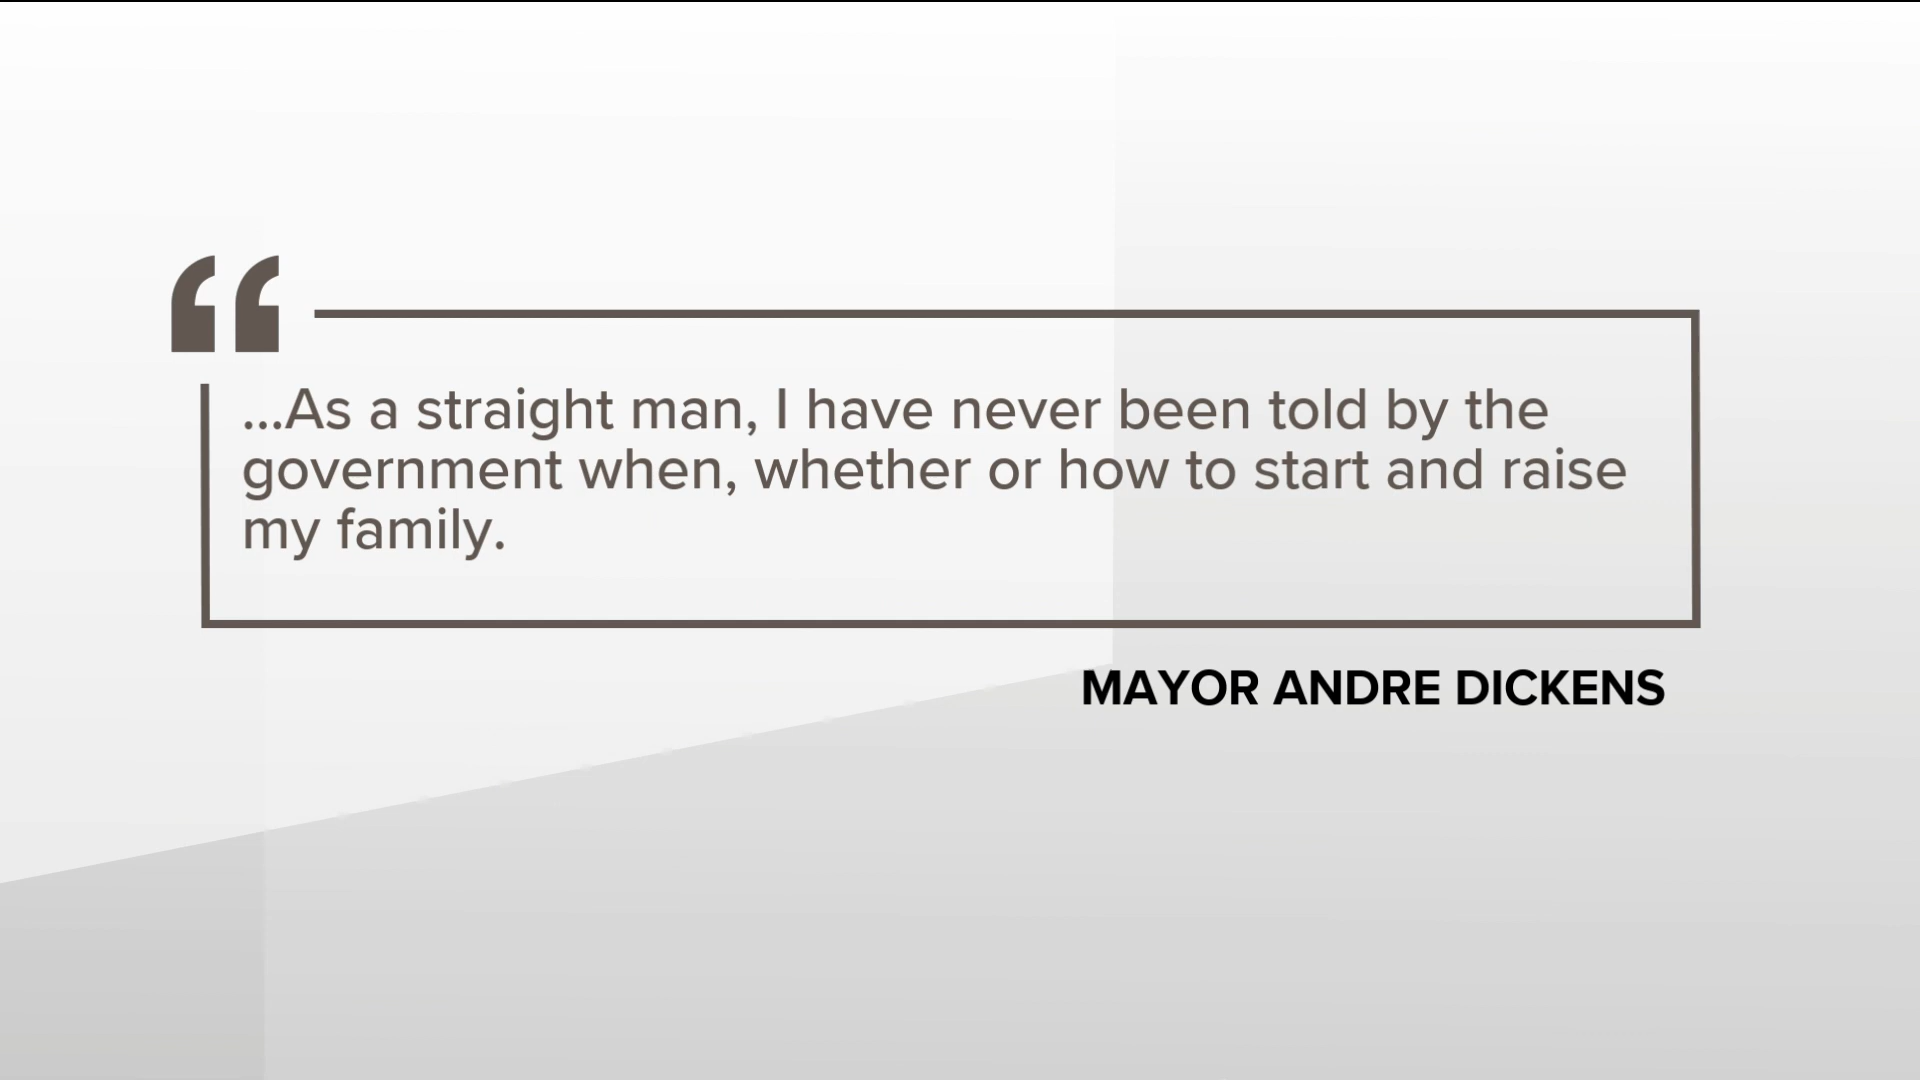 “
...As a straight man, I have never been told by the
government when, whether or how to start and raise
my family.
MAYOR ANDRE DICKENS